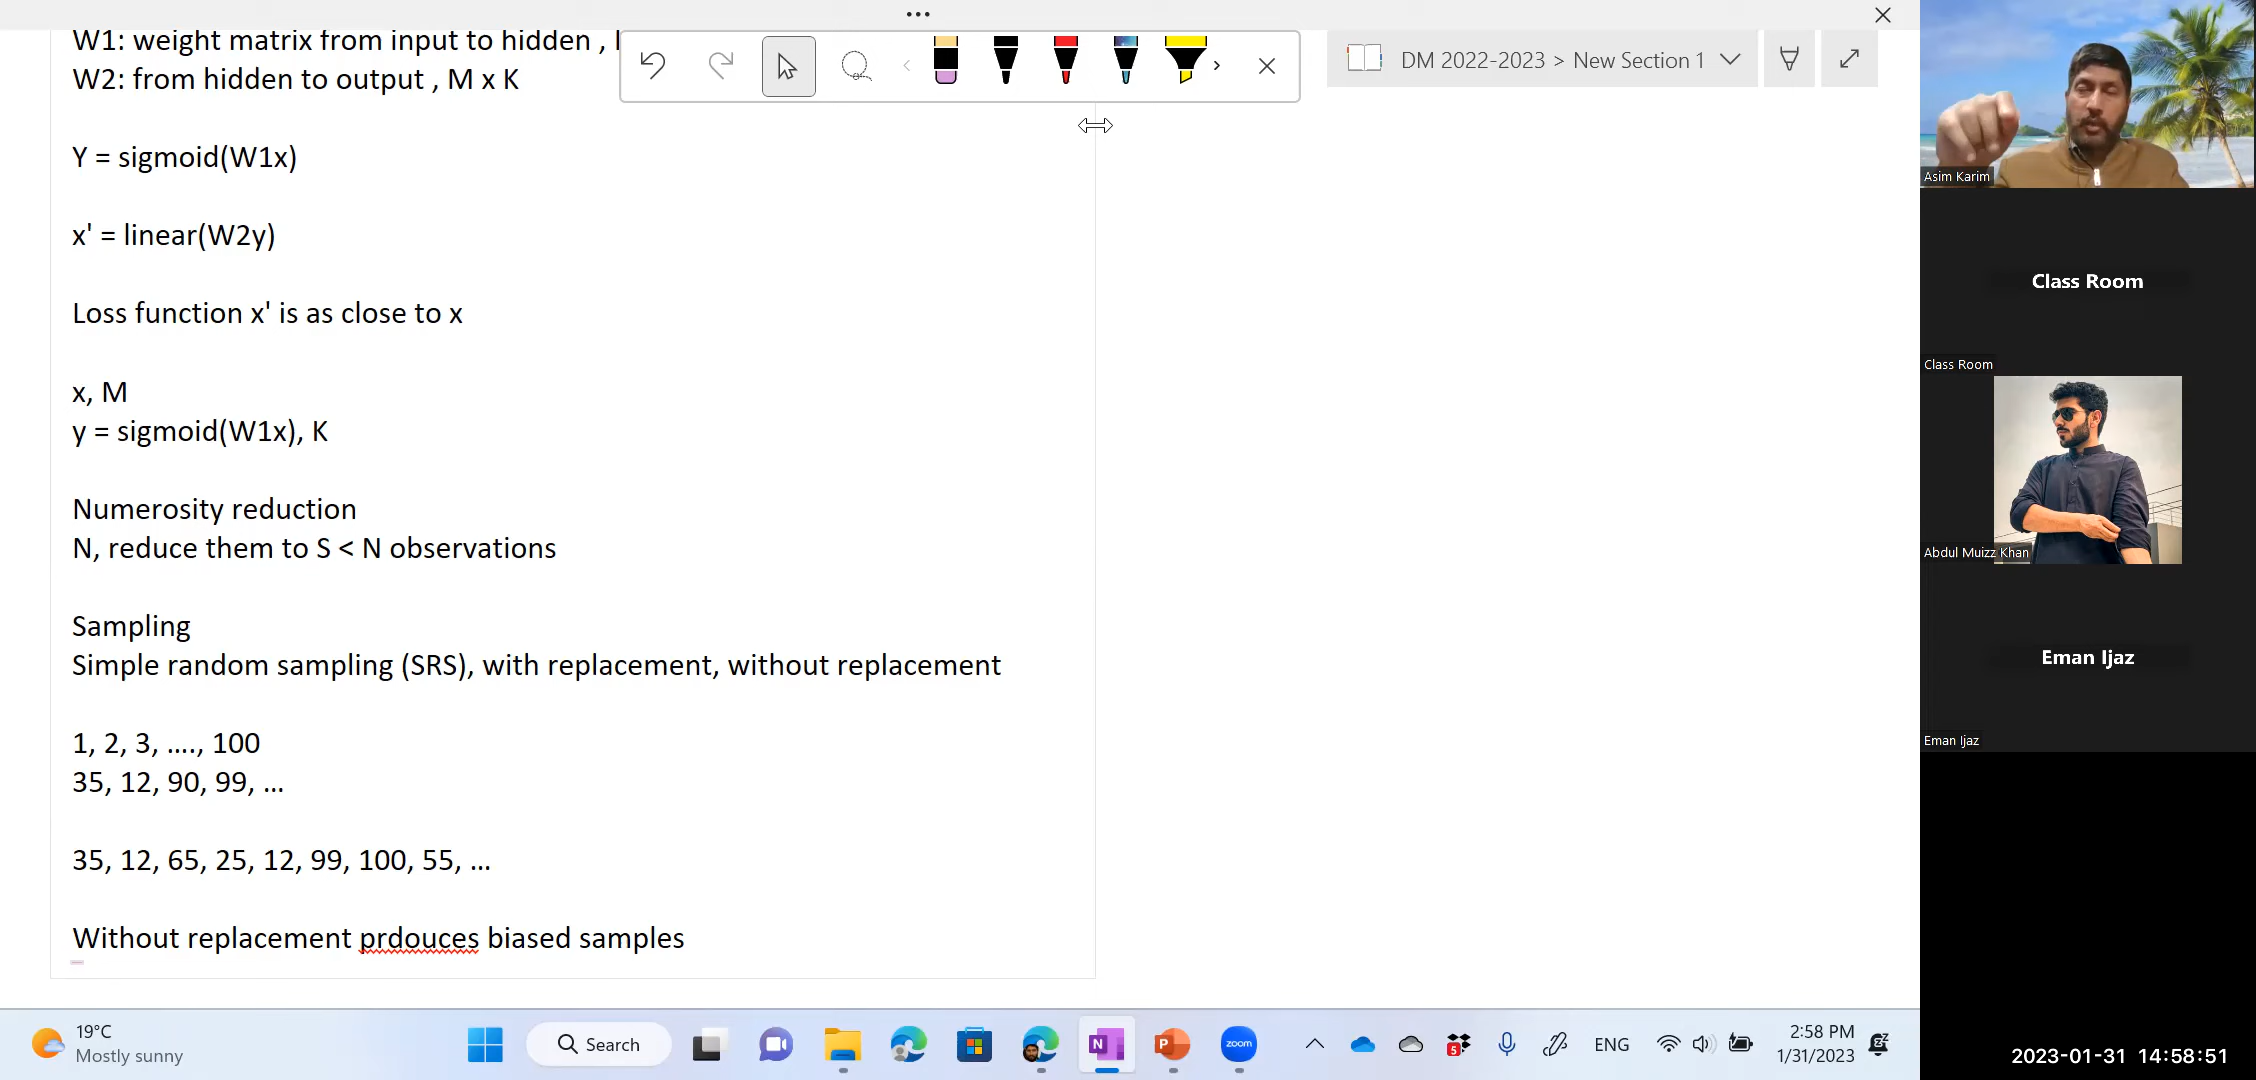 W1: weight matrix from input to hidden ,
W2: from hidden to output , M x K
Y = sigmoid(W1x)
x' = linear(W2y)
Loss function x' is as close to x
x, M
y = sigmoid(W1x), K
Numerosity reduction
N, reduce them to S < N observations
Sampling
Simple random sampling (SRS), with replacement, without replacement
1, 2, 3, ...., 100
35, 12, 90, 99, ...
35, 12, 65, 25, 12, 99, 100, 55, ...
Without replacement prdouces biased samples
DM 2022-2023 > New Section 1
Asim Karim
Class Room
Class Room
Abdul Muizz Khan
Eman Ijaz
Eman Ijaz
19°C
Mostly sunny
Search
N
P
zoom
5
ENG
2:58 PM
1/31/2023
2023-01-31 14:58:51